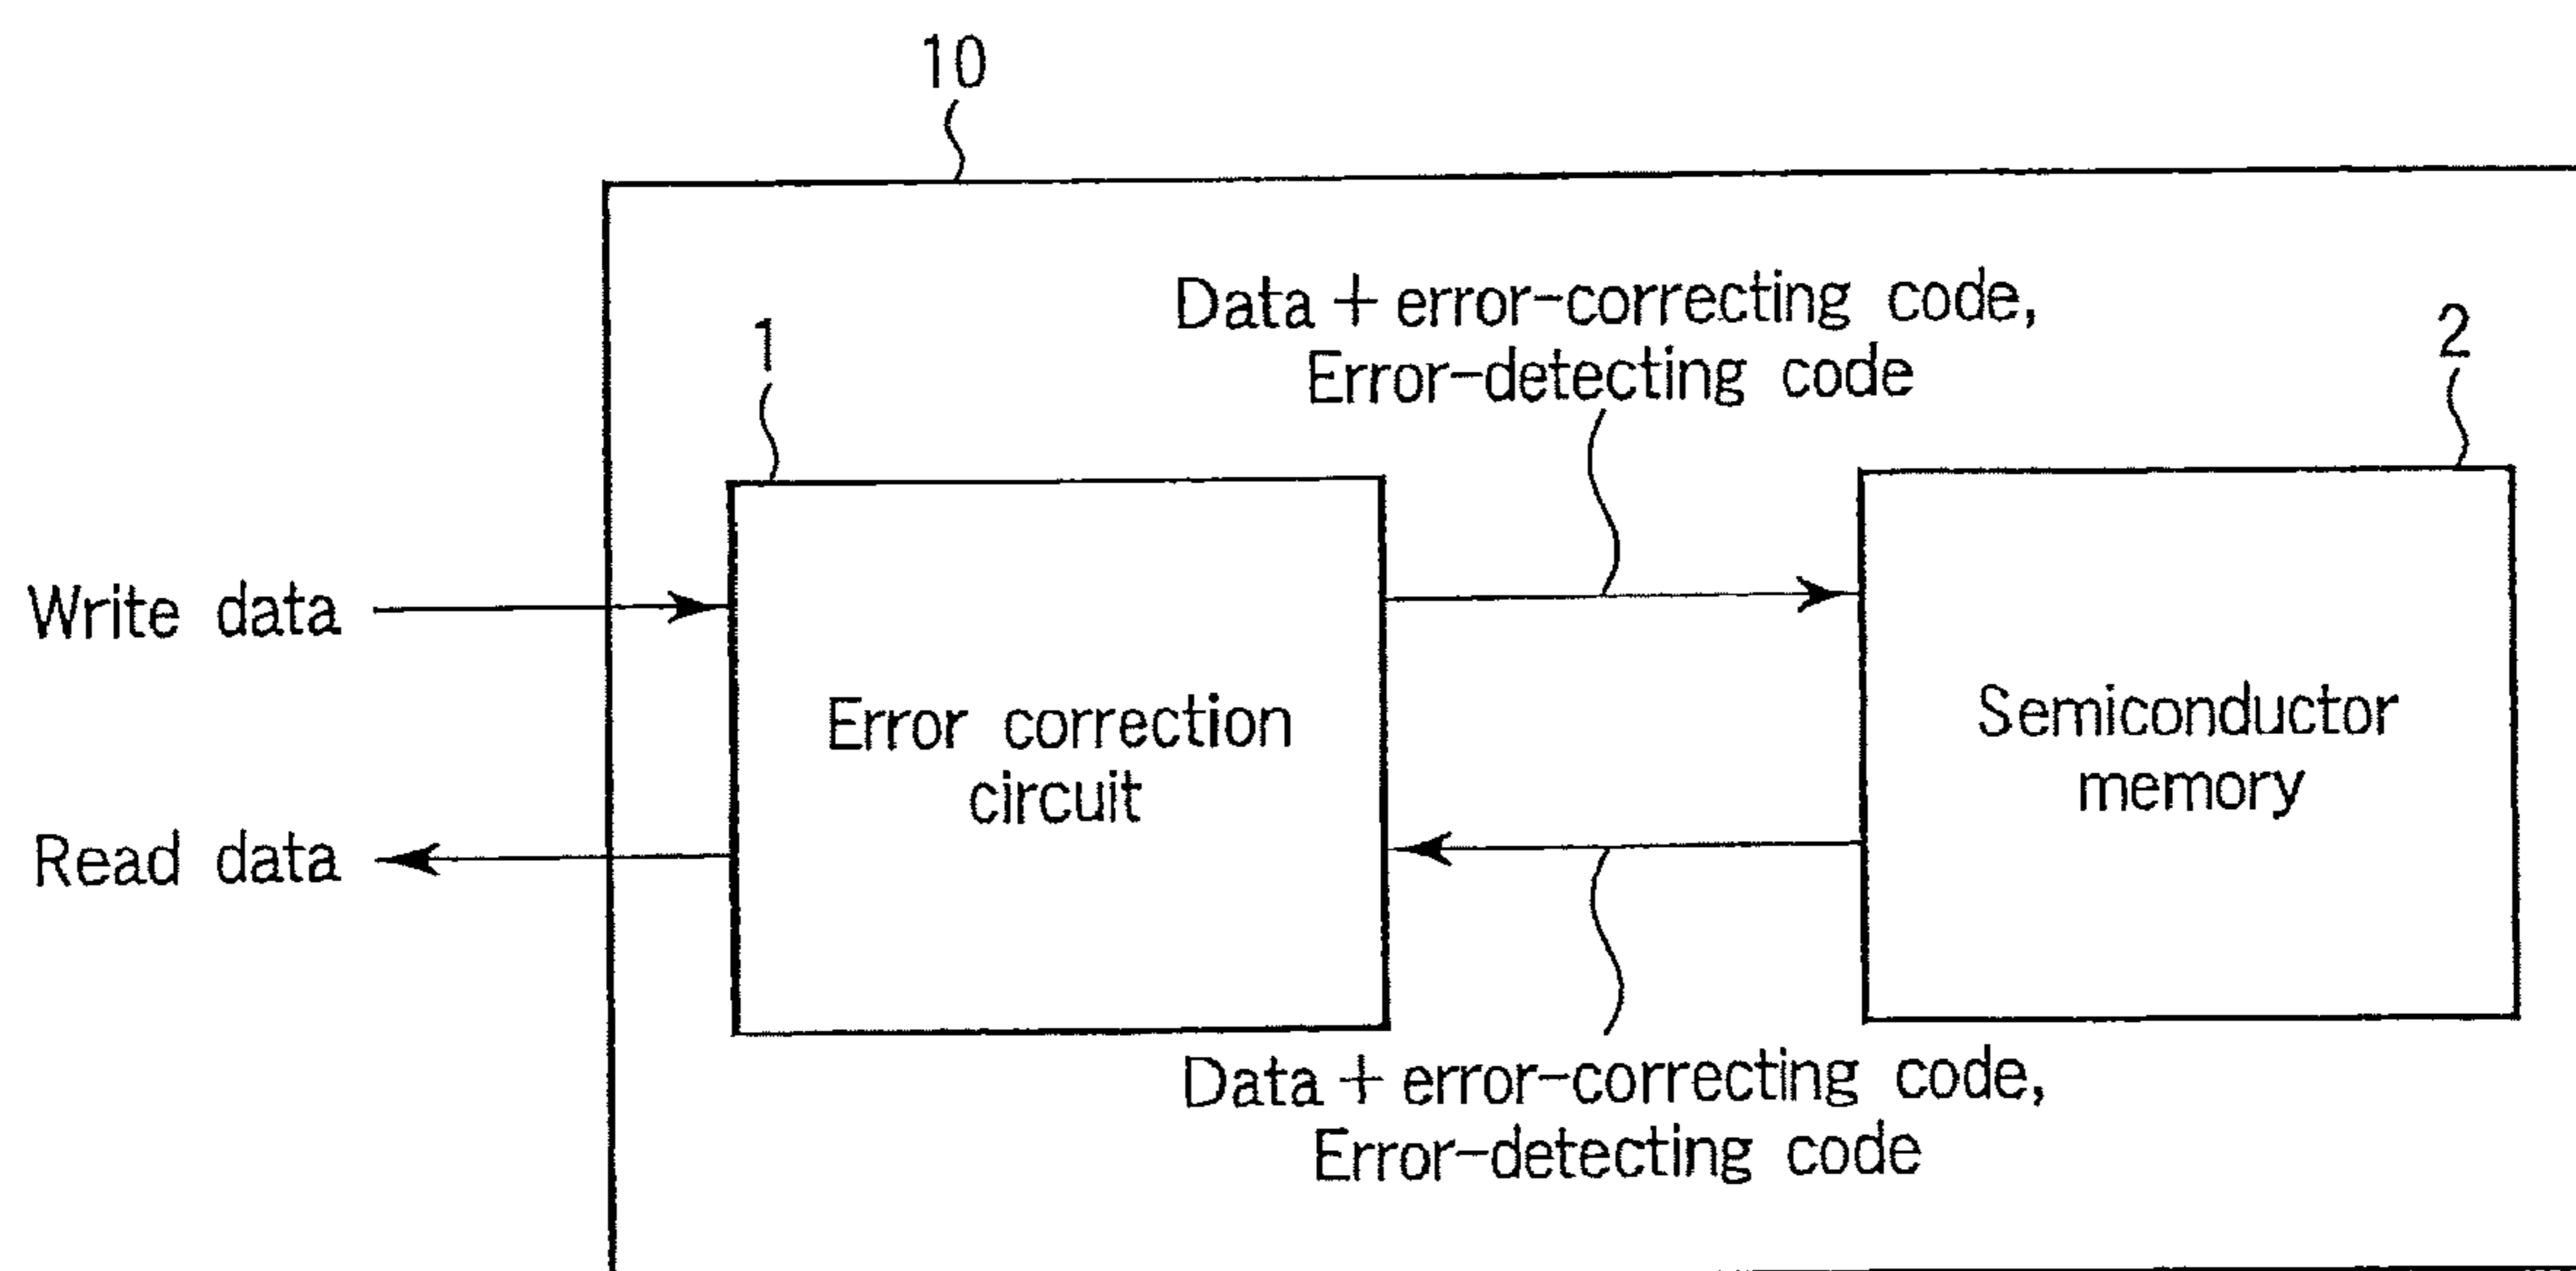 10
Data + error-correcting code,
Error-detecting code
1
2
Write data
Error correction
circuit
Semiconductor
memory
Read data
Data + error-correcting code,
Error-detecting code